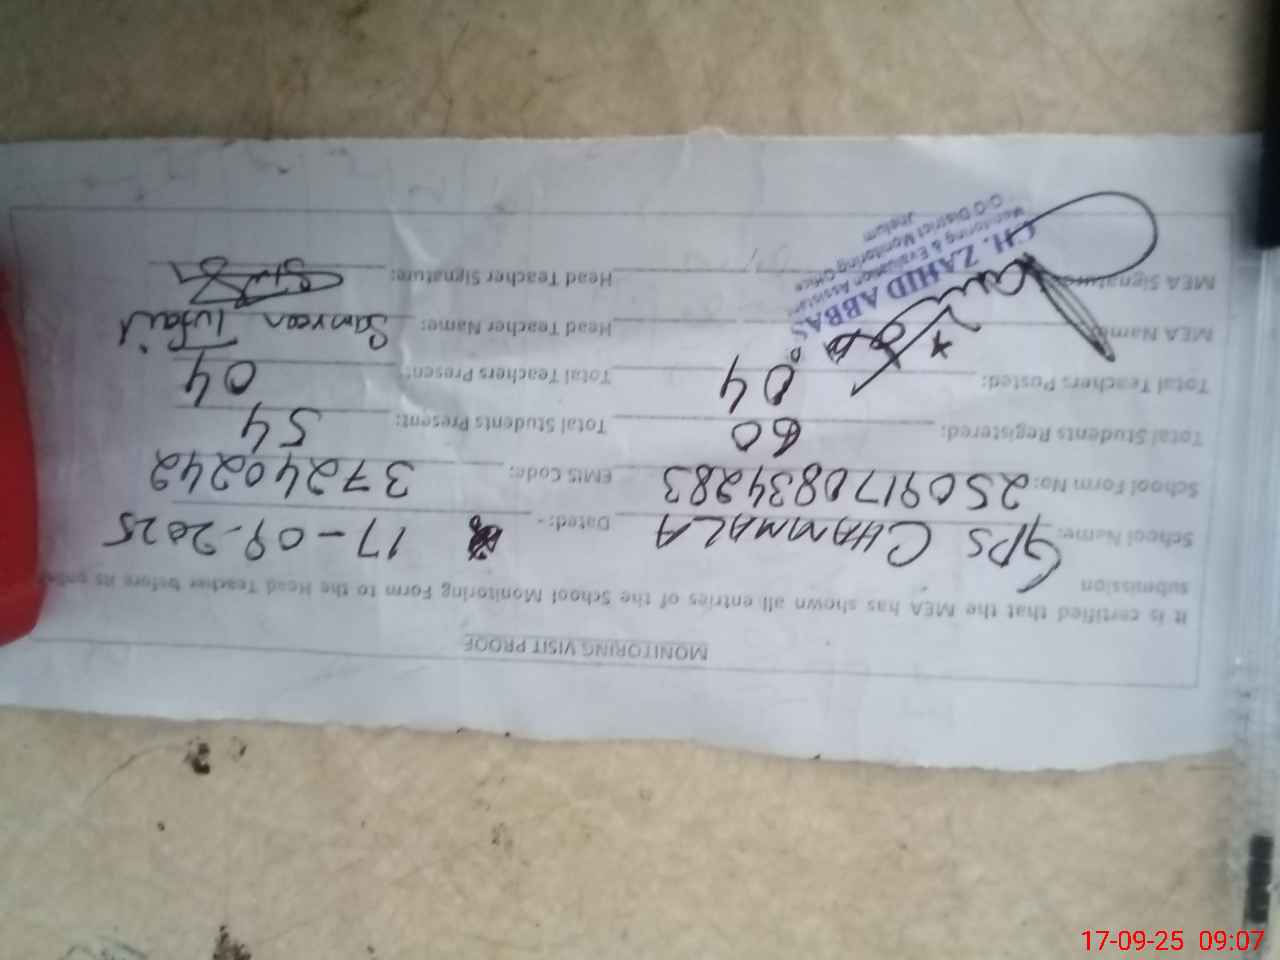 MONITORING VISIT PROOF
It is certified that the MEA has shown all entries of the School Monitoring Form to the Head Teacher before its
submission
School Name: GPS CHAMMALA Dated:- 17-09-2025
School Form No: 2509170834283 EMIS Code: 37240242
Total Students Registered: 60 Total Students Present: 54
Total Teachers Posted: 04 Total Teachers Present: 04
MEA Name: Head Teacher Name: Samreen Tufail
MEA Signature: Head Teacher Signature:
CH. ZAHID ABBAS
Monitoring & Evaluation Assistant
O/O District Monitoring Office
Jhelum
17-09-25 09:07